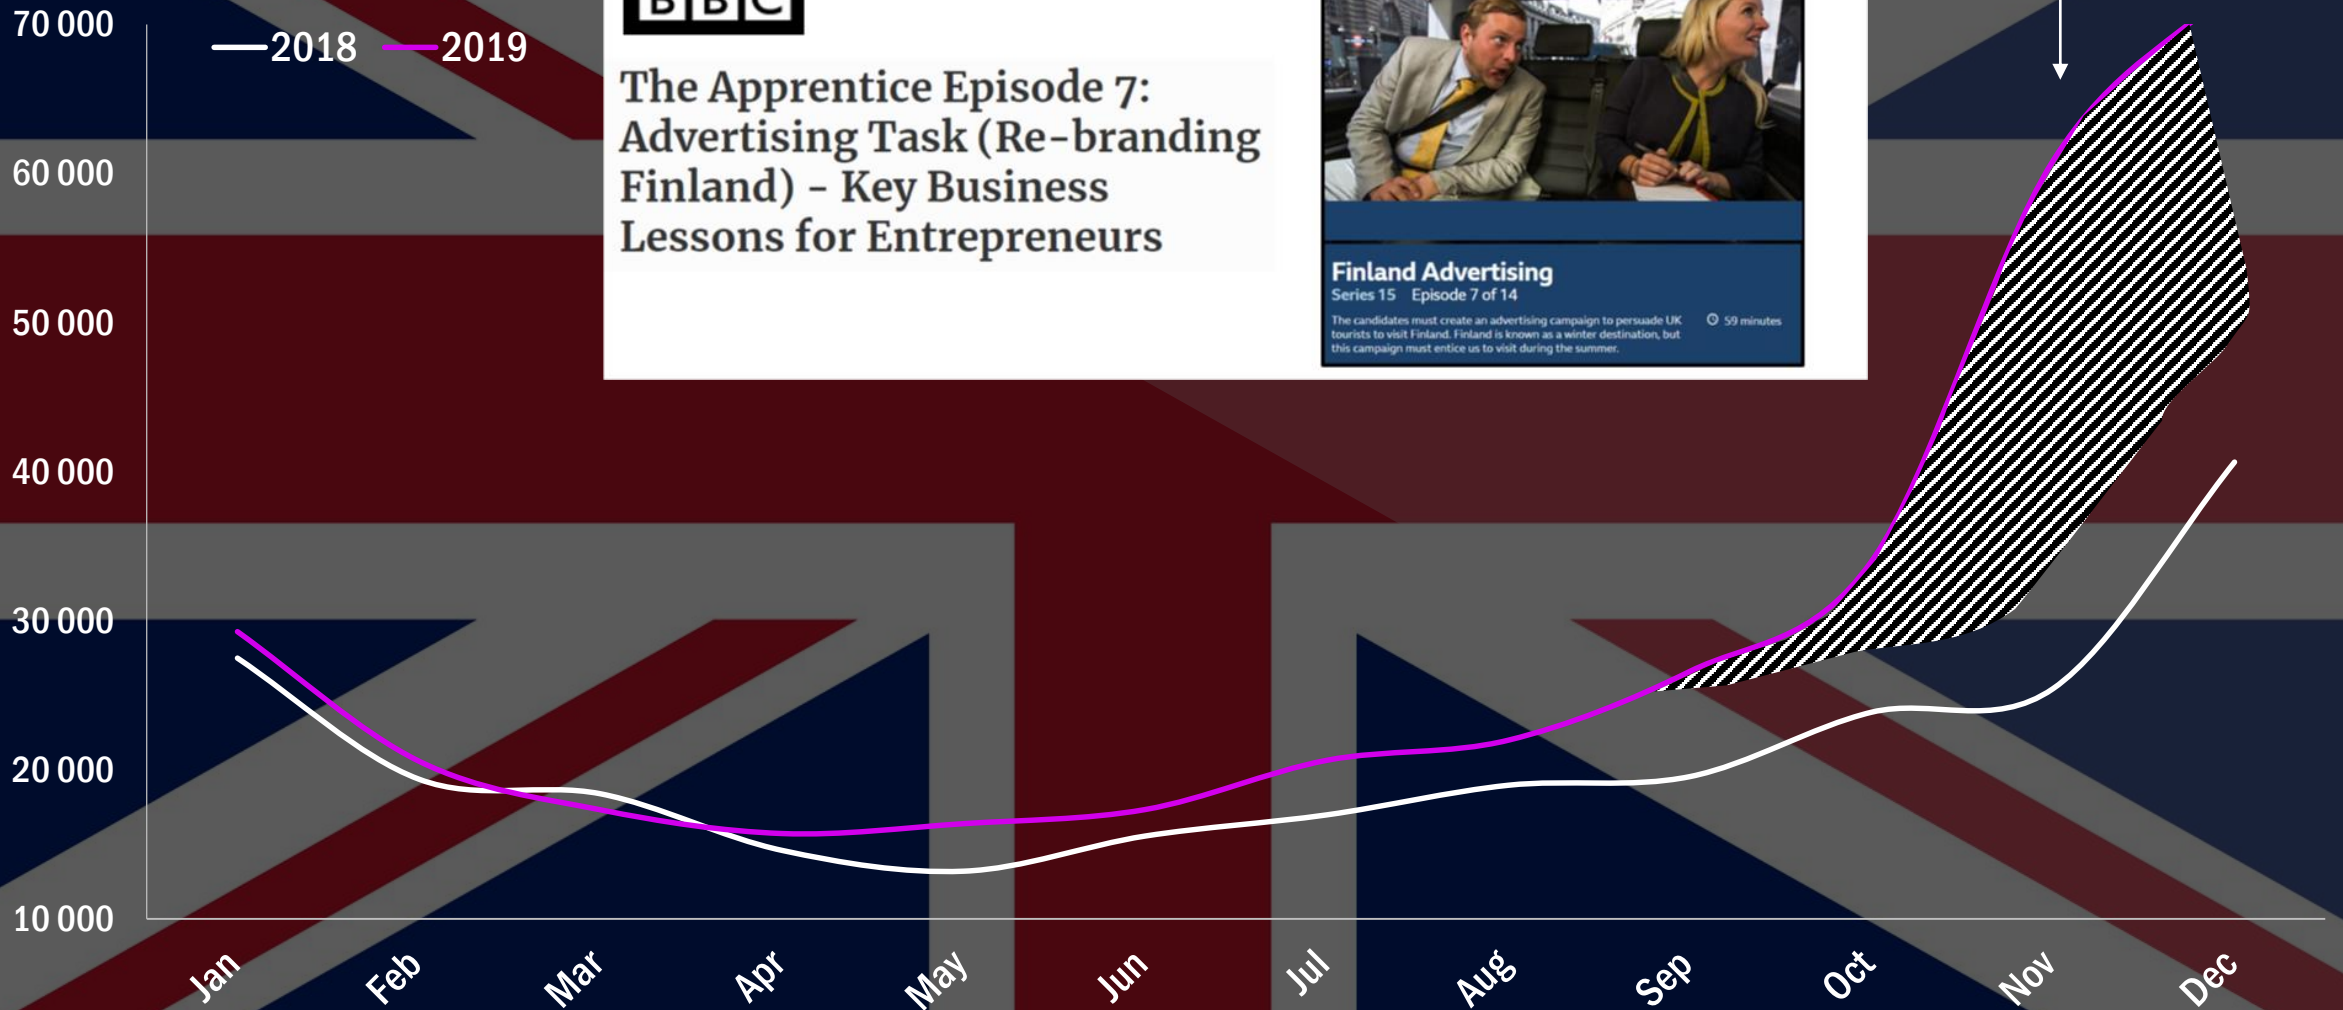 70 000
2018
2019
60 000
50 000
40 000
30 000
20 000
10 000
BBC
The Apprentice Episode 7:
Advertising Task (Re-branding
Finland) - Key Business
Lessons for Entrepreneurs
Finland Advertising
Series 15 Episode 7 of 14
The candidates must create an advertising campaign to persuade UK
tourists to visit Finland. Finland is known as a winter destination, but
this campaign must entice us to visit during the summer.
59 minutes
Jan
Feb
Mar
Apr
May
Jun
Jul
Aug
Sep
Oct
Nov
Dec